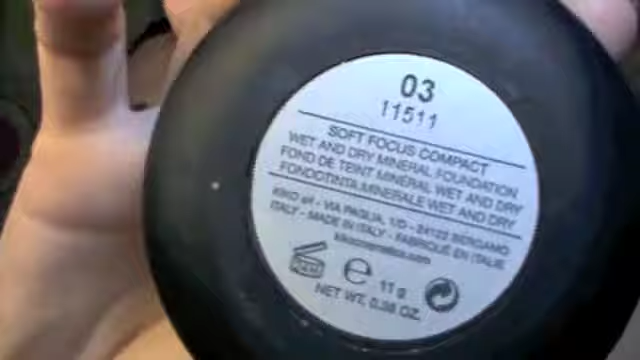 03
11511
SOFT FOCUS COMPACT
WET AND DRY MINERAL FOUNDATION
FOND DE TEINT MINÉRAL WET AND DRY
FONDOTINTA MINERALE WET AND DRY
KIKO srl - VIA PAGLIA, 1/D - 24122 BERGAMO
ITALY - MADE IN ITALY - FABRIQUÉ EN ITALIE
kikocosmetics.com
e 11 g
NET WT. 0.38 OZ.